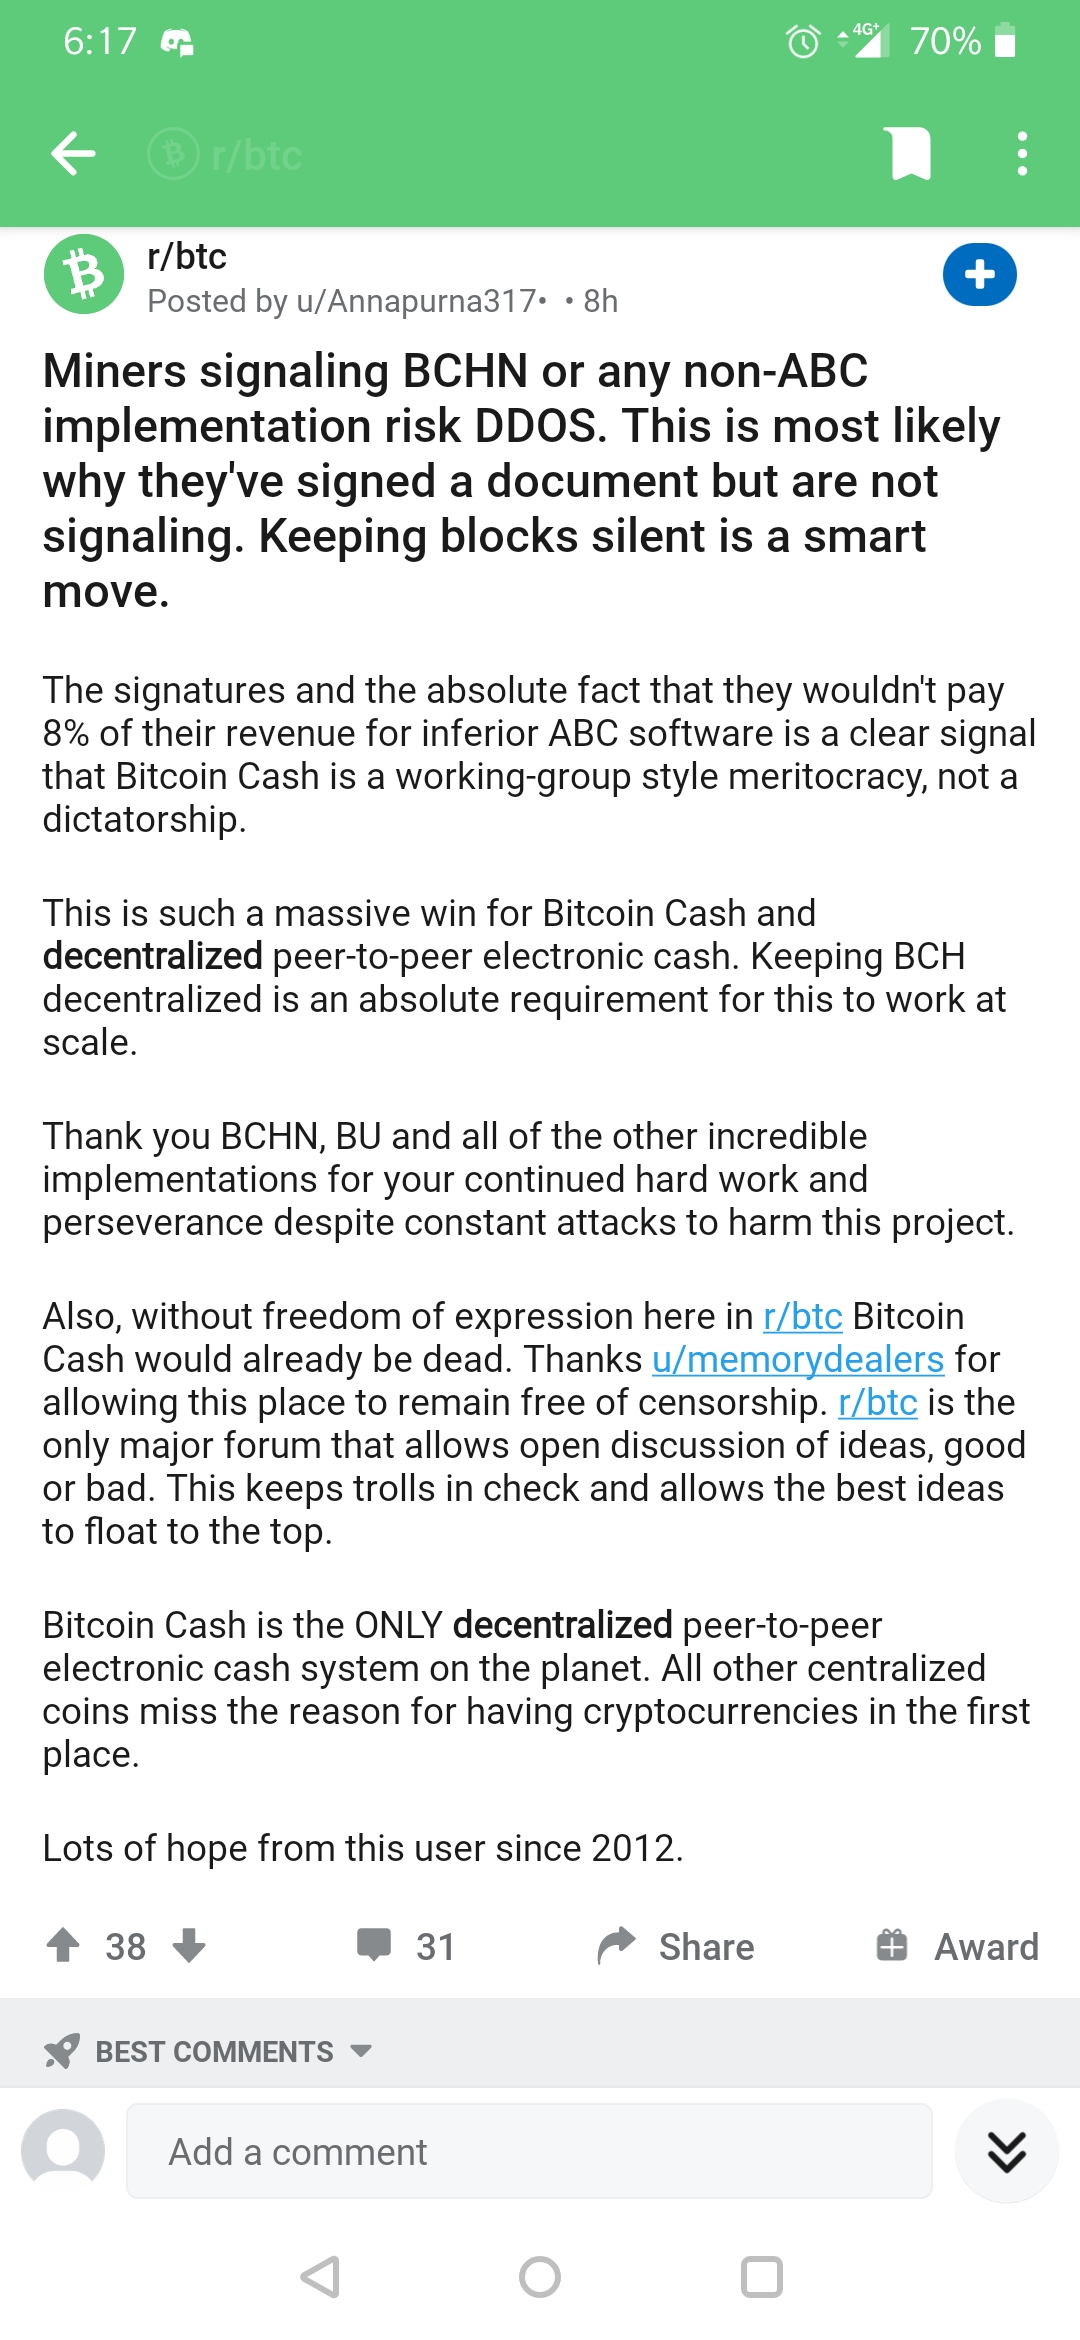 6:17
4G+
70%
r/btc
r/btc
Posted by u/Annapurna317• • 8h
Miners signaling BCHN or any non-ABC
implementation risk DDOS. This is most likely
why they've signed a document but are not
signaling. Keeping blocks silent is a smart
move.
The signatures and the absolute fact that they wouldn't pay
8% of their revenue for inferior ABC software is a clear signal
that Bitcoin Cash is a working-group style meritocracy, not a
dictatorship.
This is such a massive win for Bitcoin Cash and
decentralized peer-to-peer electronic cash. Keeping BCH
decentralized is an absolute requirement for this to work at
scale.
Thank you BCHN, BU and all of the other incredible
implementations for your continued hard work and
perseverance despite constant attacks to harm this project.
Also, without freedom of expression here in r/btc Bitcoin
Cash would already be dead. Thanks u/memorydealers for
allowing this place to remain free of censorship. r/btc is the
only major forum that allows open discussion of ideas, good
or bad. This keeps trolls in check and allows the best ideas
to float to the top.
Bitcoin Cash is the ONLY decentralized peer-to-peer
electronic cash system on the planet. All other centralized
coins miss the reason for having cryptocurrencies in the first
place.
Lots of hope from this user since 2012.
38
31
Share
Award
BEST COMMENTS
Add a comment